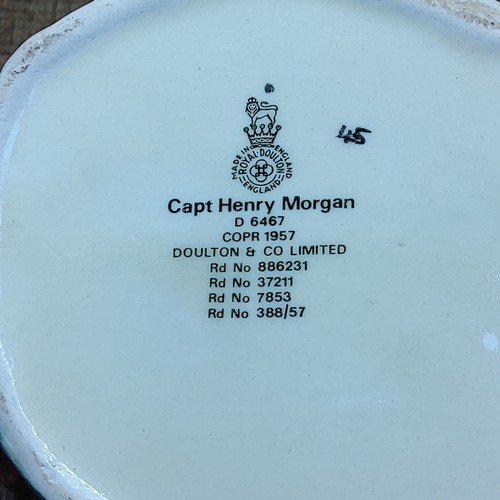 45
MADE IN ENGLAND
ROYAL·DOULTON
ENGLAND
Capt Henry Morgan
D 6467
COPR 1957
DOULTON & CO LIMITED
Rd No 886231
Rd No 37211
Rd No 7853
Rd No 388/57